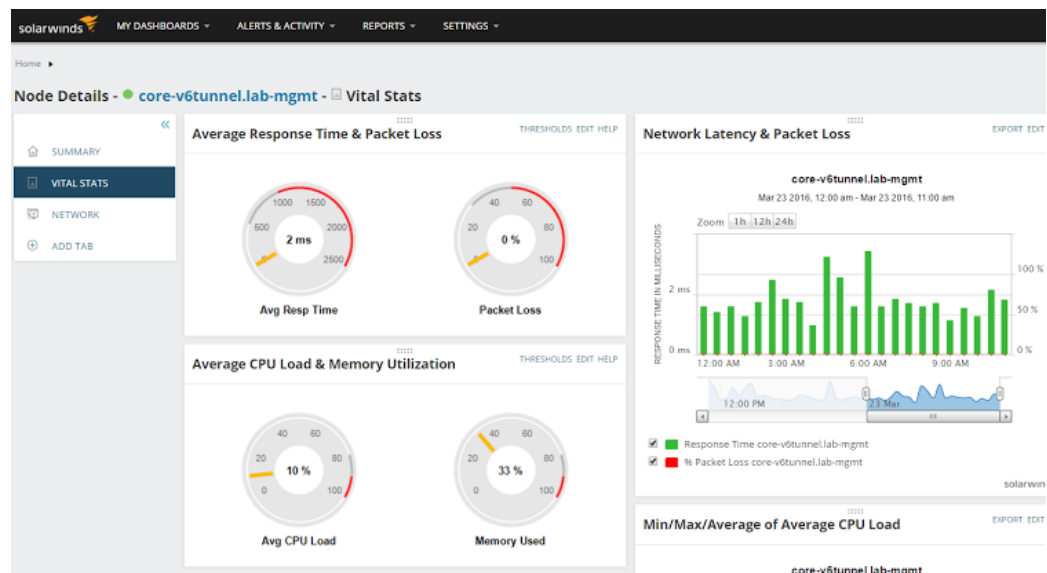 solarwinds MY DASHBOARDS ALERTS & ACTIVITY REPORTS SETTINGS
Home
Node Details - core-v6tunnel.lab-mgmt - Vital Stats
SUMMARY
VITAL STATS
NETWORK
ADD TAB
Average Response Time & Packet Loss
THRESHOLDS EDIT HELP
500 1000 1500 2000 2500
2 ms
Avg Resp Time
20 40 60 80 100
0 %
Packet Loss
Average CPU Load & Memory Utilization
THRESHOLDS EDIT HELP
0 20 40 60 80 100
10 %
Avg CPU Load
0 20 40 60 80 100
33 %
Memory Used
Network Latency & Packet Loss
EXPORT EDIT
core-v6tunnel.lab-mgmt
Mar 23 2016, 12:00 am - Mar 23 2016, 11:00 am
Zoom 1h 12h 24h
RESPONSE TIME IN MILLISECONDS
2 ms
0 ms
100 %
50 %
0 %
12:00 AM 3:00 AM 6:00 AM 9:00 AM
12:00 PM 23 Mar
Response Time core-v6tunnel.lab-mgmt
% Packet Loss core-v6tunnel.lab-mgmt
solarwin
Min/Max/Average of Average CPU Load
EXPORT EDIT
core-v6tunnel.lab-mgmt